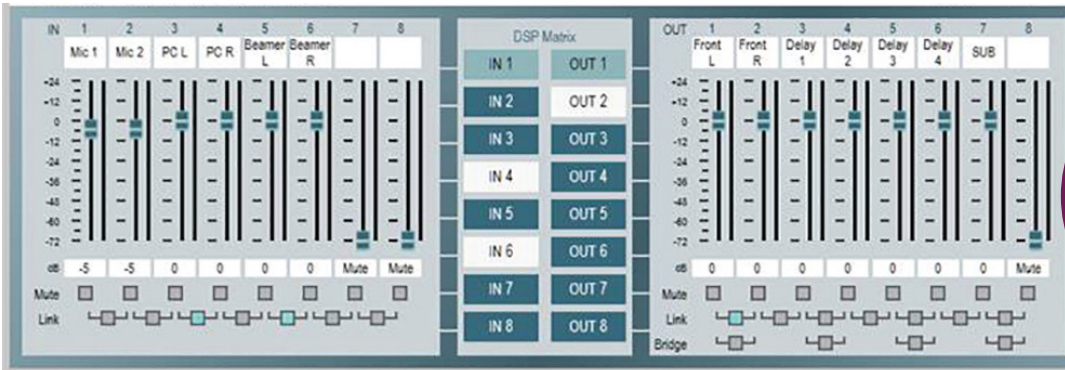 IN 1 2 3 4 5 6 7 8
Mic 1 Mic 2 PC L PC R Beamer L Beamer R
-24
-12
0
-12
-24
-36
-48
-60
-72
dB -5 -5 0 0 0 0 Mute Mute
Mute
Link
DSP Matrix
IN 1 OUT 1
IN 2 OUT 2
IN 3 OUT 3
IN 4 OUT 4
IN 5 OUT 5
IN 6 OUT 6
IN 7 OUT 7
IN 8 OUT 8
OUT 1 2 3 4 5 6 7 8
Front L Front R Delay 1 Delay 2 Delay 3 Delay 4 SUB
-24
-12
0
-12
-24
-36
-48
-60
-72
dB 0 0 0 0 0 0 0 Mute
Mute
Link
Bridge